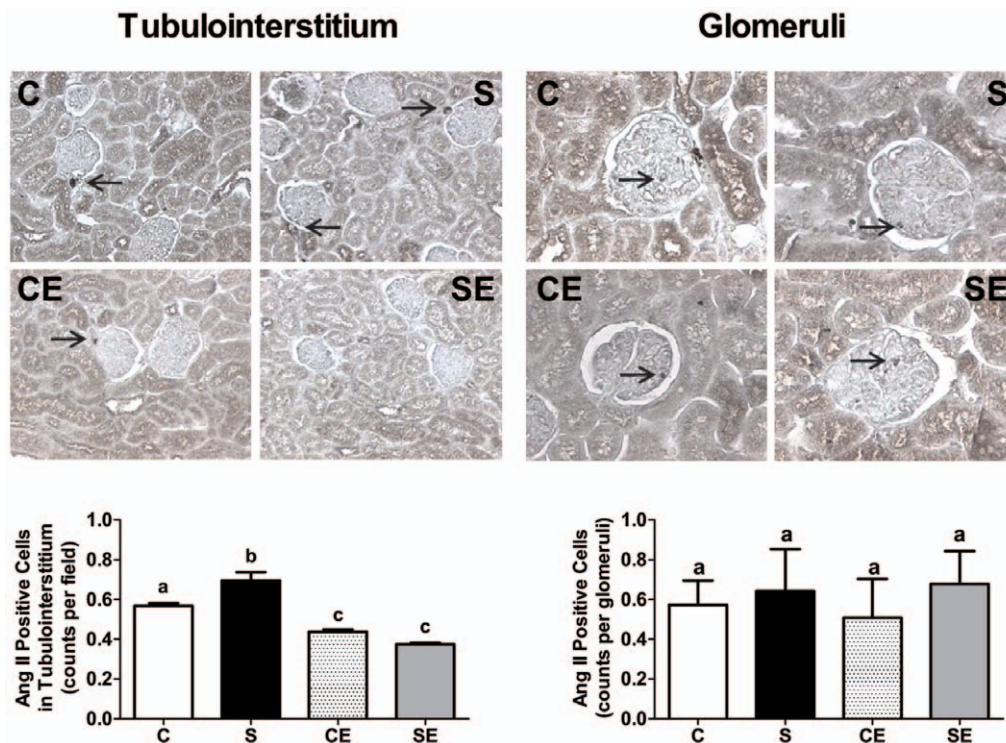 Tubulointerstitium
Glomeruli
C
S
C
S
CE
SE
CE
SE
Ang II Positive Cells
in Tubulointerstitium
(counts per field)
1.0
0.8
0.6
0.4
0.2
0.0
a
b
c
c
C
S
CE
SE
Ang II Positive Cells
(counts per glomeruli)
1.0
0.8
0.6
0.4
0.2
0.0
a
a
a
a
C
S
CE
SE